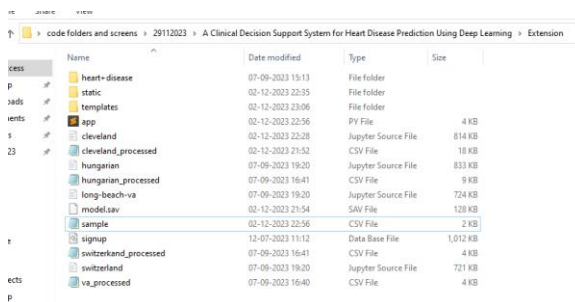 Share View
code folders and screens > 29112023 > A Clinical Decision Support System for Heart Disease Prediction Using Deep Learning > Extension
Name Date modified Type Size
cess
heart+disease 07-09-2023 15:13 File folder
p static 02-12-2023 22:35 File folder
oads templates 02-12-2023 23:06 File folder
ents app 02-12-2023 22:56 PY File 4 KB
s cleveland 02-12-2023 22:28 Jupyter Source File 814 KB
23 cleveland_processed 02-12-2023 21:52 CSV File 18 KB
hungarian 07-09-2023 19:20 Jupyter Source File 833 KB
hungarian_processed 07-09-2023 16:41 CSV File 9 KB
long-beach-va 07-09-2023 19:20 Jupyter Source File 724 KB
model.sav 02-12-2023 21:54 SAV File 128 KB
sample 02-12-2023 22:56 CSV File 2 KB
e signup 12-07-2023 11:12 Data Base File 1,012 KB
switzerkand_processed 07-09-2023 16:41 CSV File 4 KB
switzerland 07-09-2023 19:20 Jupyter Source File 721 KB
ects va_processed 07-09-2023 16:40 CSV File 4 KB
p